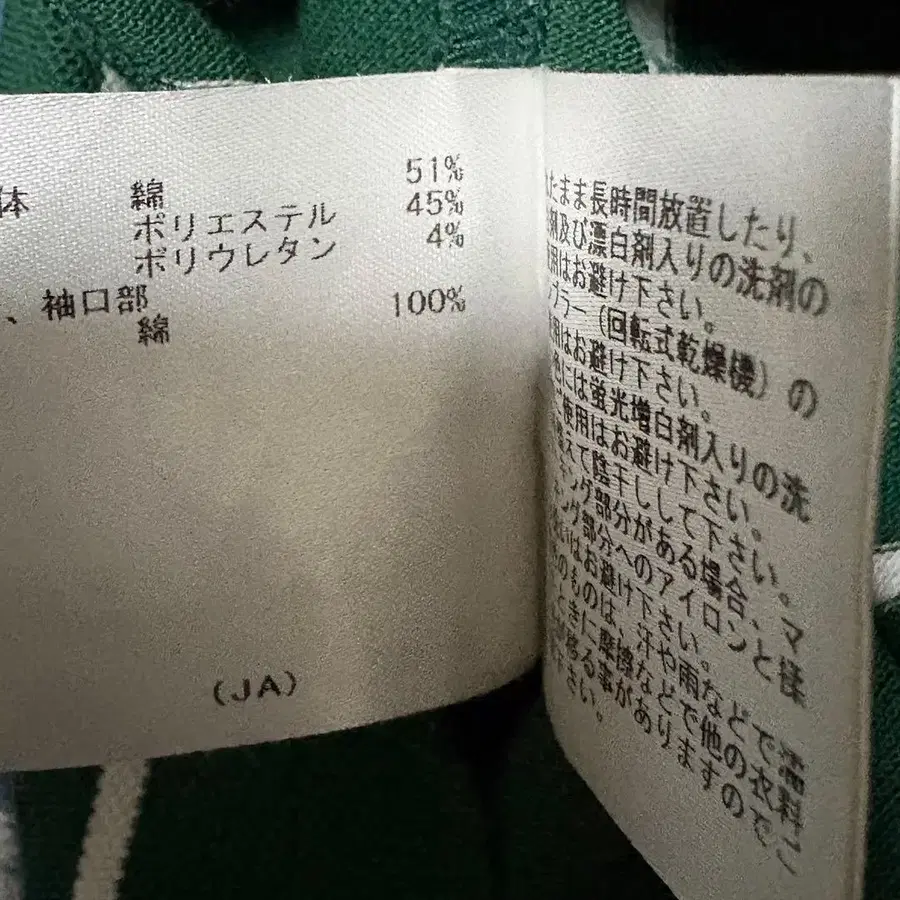 体 綿 51%
ポリエステル 45%
ポリウレタン 4%
、袖口部
綿 100%
(JA)
たまま長時間放置したり、
剤及び漂白剤入りの洗剤の
用はお避け下さい。
ンブラー(回転式乾燥機)の
用はお避け下さい。
色には蛍光増白剤入りの洗
使用はお避け下さい。
えて陰干しして下さい。マ
ング部分がある場合、と様
ング部分へのアイロン
はお避け下さい。
のものは、汗や雨などで濡
ときに摩擦などで他の衣料
移る事がありますのでご
下さい。